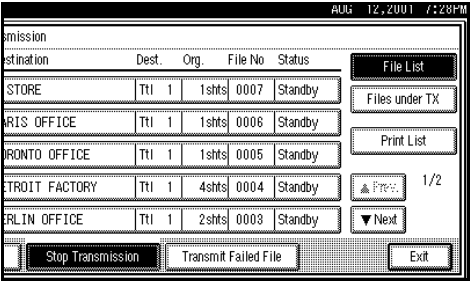 AUG 12,2001 7:28PM
smission
estination Dest. Org. File No Status
File List
STORE Ttl 1 1shts 0007 Standby
Files under TX
ARIS OFFICE Ttl 1 1shts 0006 Standby
Print List
ORONTO OFFICE Ttl 1 1shts 0005 Standby
ETROIT FACTORY Ttl 1 4shts 0004 Standby
▲Prev. 1/2
ERLIN OFFICE Ttl 1 2shts 0003 Standby
▼Next
Stop Transmission Transmit Failed File Exit